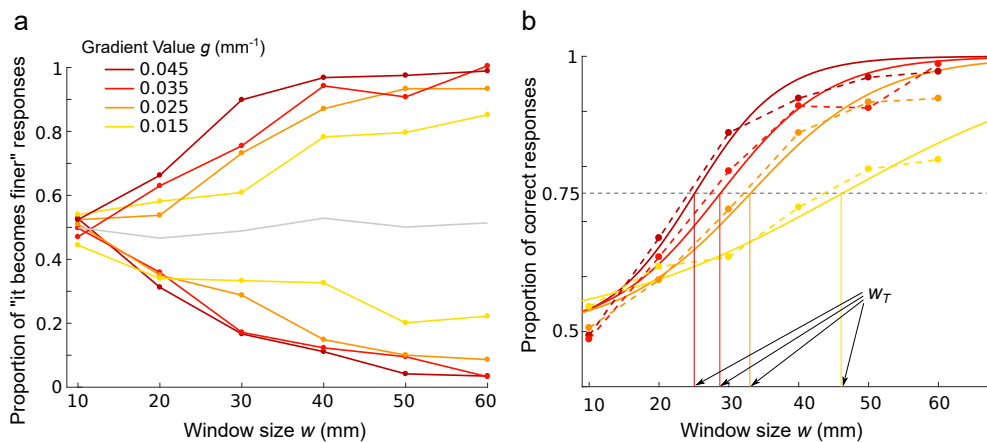 a
Gradient Value g (mm⁻¹)
0.045
0.035
0.025
0.015
Proportion of "it becomes finer" responses
1
0.8
0.6
0.4
0.2
0
10 20 30 40 50 60
Window size w (mm)
b
Proportion of correct responses
1
0.75
0.5
w_T
10 20 30 40 50 60
Window size w (mm)